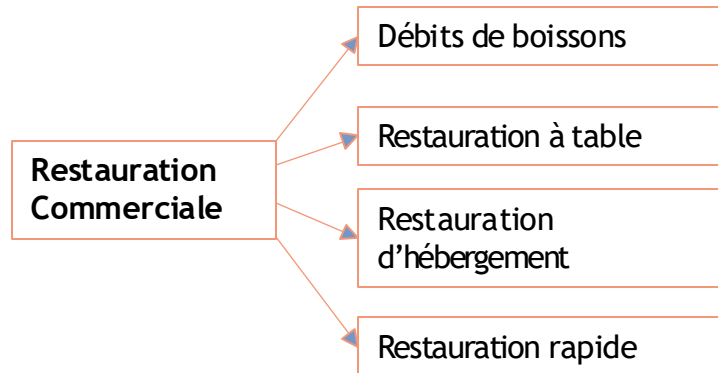 Débits de boissons
Restauration à table
Restauration
Commerciale
Restauration
d’hébergement
Restauration rapide